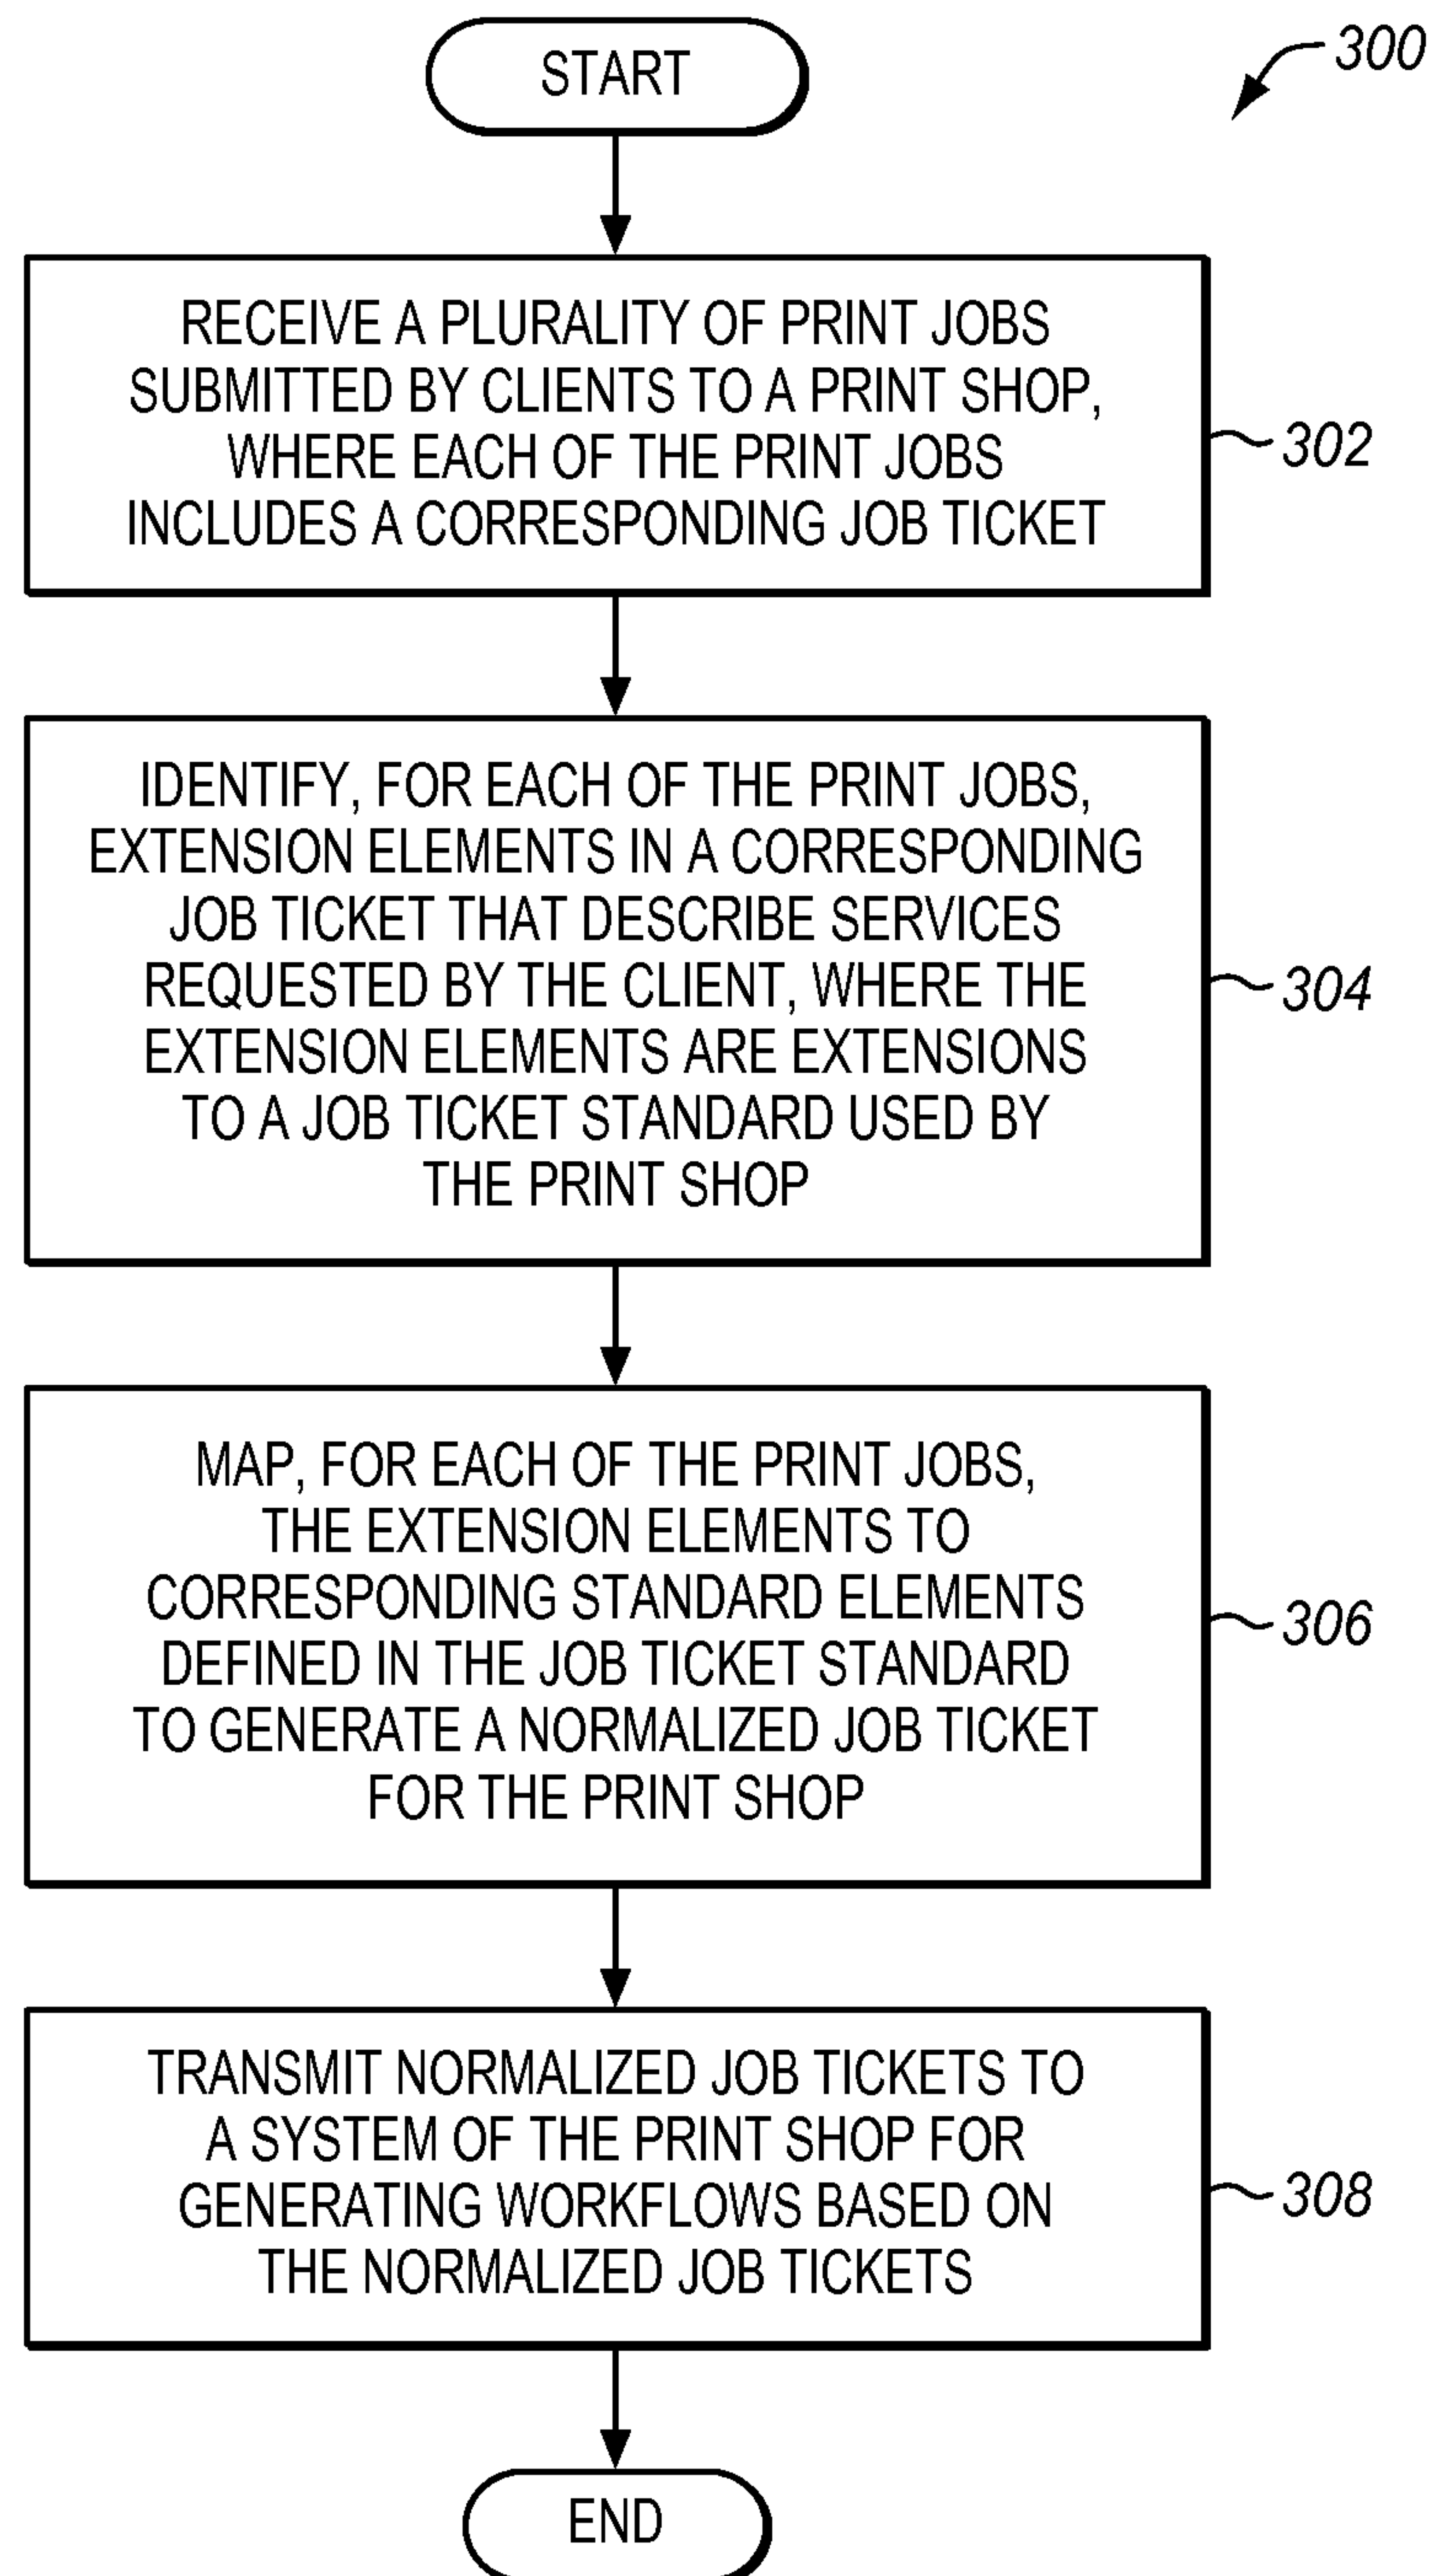 START
300
RECEIVE A PLURALITY OF PRINT JOBS
SUBMITTED BY CLIENTS TO A PRINT SHOP,
WHERE EACH OF THE PRINT JOBS
INCLUDES A CORRESPONDING JOB TICKET
302
IDENTIFY, FOR EACH OF THE PRINT JOBS,
EXTENSION ELEMENTS IN A CORRESPONDING
JOB TICKET THAT DESCRIBE SERVICES
REQUESTED BY THE CLIENT, WHERE THE
EXTENSION ELEMENTS ARE EXTENSIONS
TO A JOB TICKET STANDARD USED BY
THE PRINT SHOP
304
MAP, FOR EACH OF THE PRINT JOBS,
THE EXTENSION ELEMENTS TO
CORRESPONDING STANDARD ELEMENTS
DEFINED IN THE JOB TICKET STANDARD
TO GENERATE A NORMALIZED JOB TICKET
FOR THE PRINT SHOP
306
TRANSMIT NORMALIZED JOB TICKETS TO
A SYSTEM OF THE PRINT SHOP FOR
GENERATING WORKFLOWS BASED ON
THE NORMALIZED JOB TICKETS
308
END